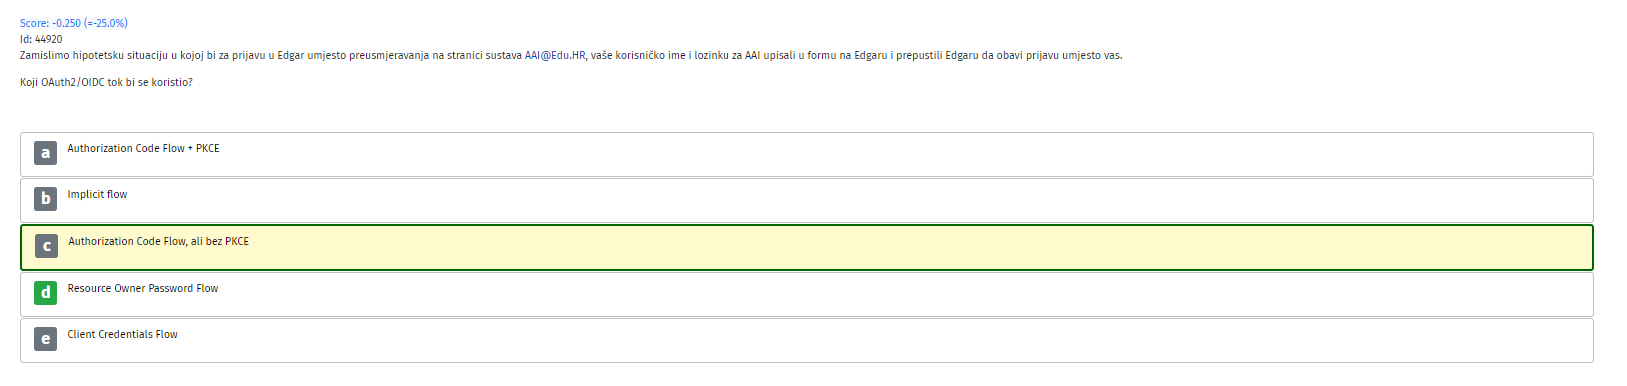 Score: -0.250 (=-25.0%)
Id: 44920
Zamislimo hipotetsku situaciju u kojoj bi za prijavu u Edgar umjesto preusmjeravanja na stranici sustava AAI@Edu.HR, vaše korisničko ime i lozinku za AAI upisali u formu na Edgaru i prepustili Edgaru da obavi prijavu umjesto vas.
Koji OAuth2/OIDC tok bi se koristio?
a Authorization Code Flow + PKCE
b Implicit flow
c Authorization Code Flow, ali bez PKCE
d Resource Owner Password Flow
e Client Credentials Flow